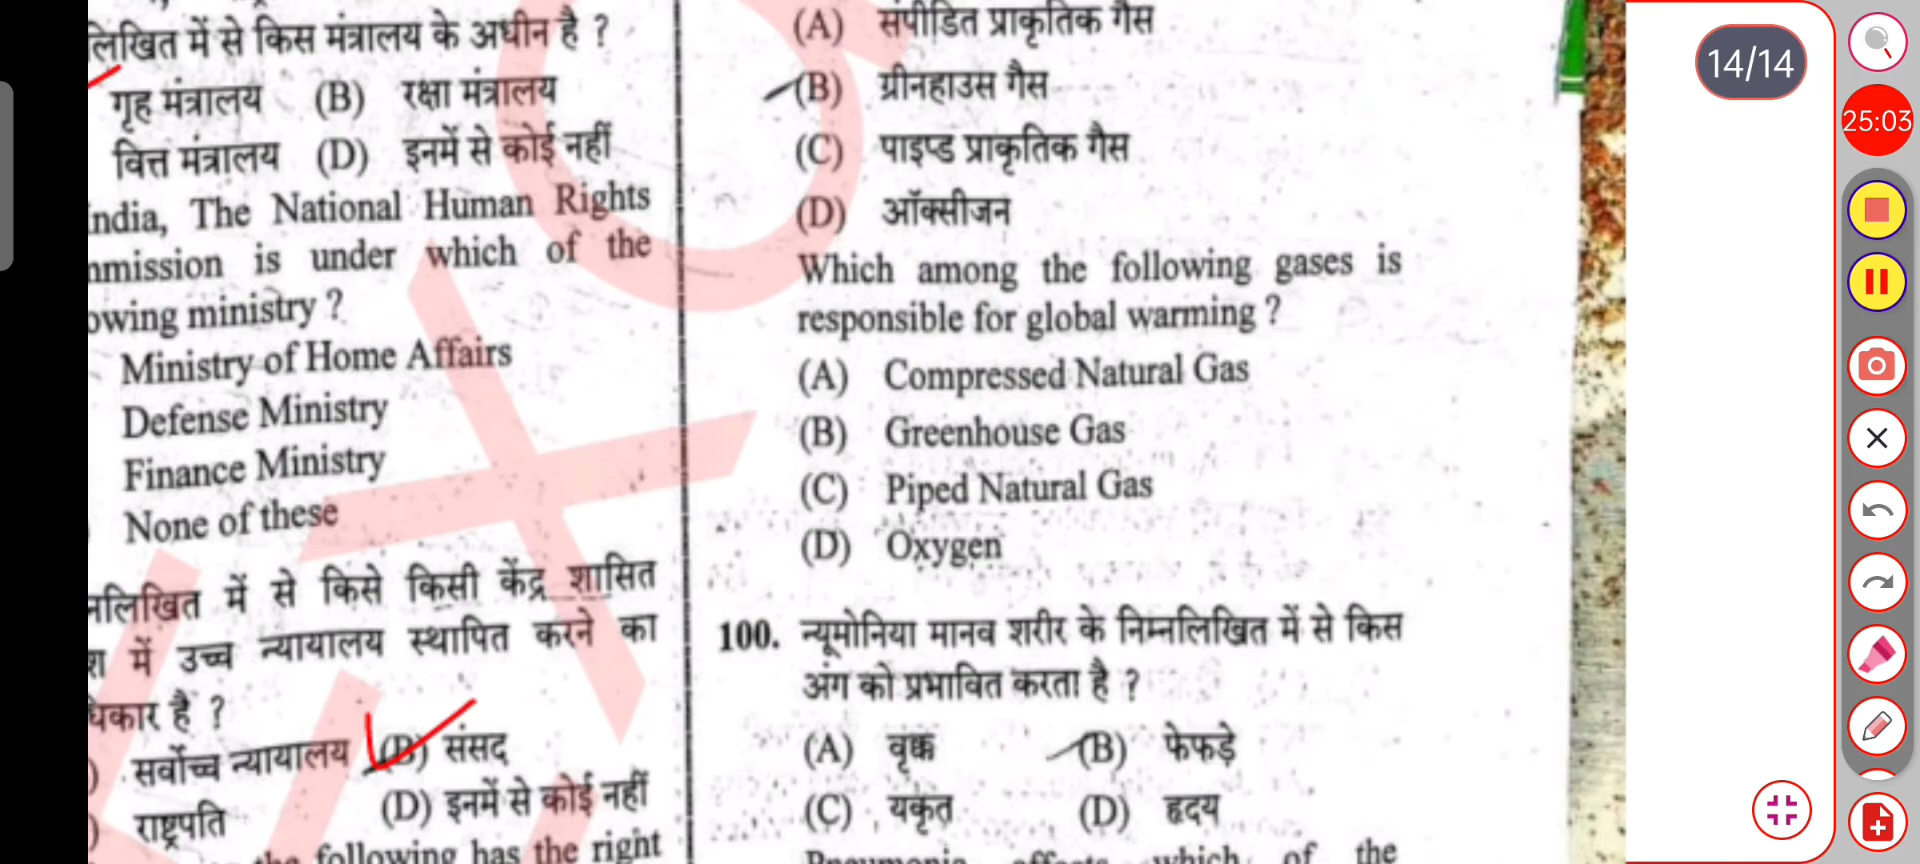 लिखित में से किस मंत्रालय के अधीन है ?
गृह मंत्रालय (B) रक्षा मंत्रालय
वित्त मंत्रालय (D) इनमें से कोई नहीं
India, The National Human Rights
mmission is under which of the
owing ministry ?
Ministry of Home Affairs
Defense Ministry
Finance Ministry
None of these
नलिखित में से किसे किसी केंद्र शासित
श में उच्च न्यायालय स्थापित करने का
धकार है ?
) सर्वोच्च न्यायालय (B) संसद
) राष्ट्रपति (D) इनमें से कोई नहीं
the following has the right
(A) संपीडित प्राकृतिक गैस
(B) ग्रीनहाउस गैस
(C) पाइप्ड प्राकृतिक गैस
(D) ऑक्सीजन
Which among the following gases is
responsible for global warming ?
(A) Compressed Natural Gas
(B) Greenhouse Gas
(C) Piped Natural Gas
(D) Oxygen
100. न्यूमोनिया मानव शरीर के निम्नलिखित में से किस
अंग को प्रभावित करता है ?
(A) वृक्क (B) फेफड़े
(C) यकृत (D) हृदय
Pneumonia affects which of the
14/14
25:03